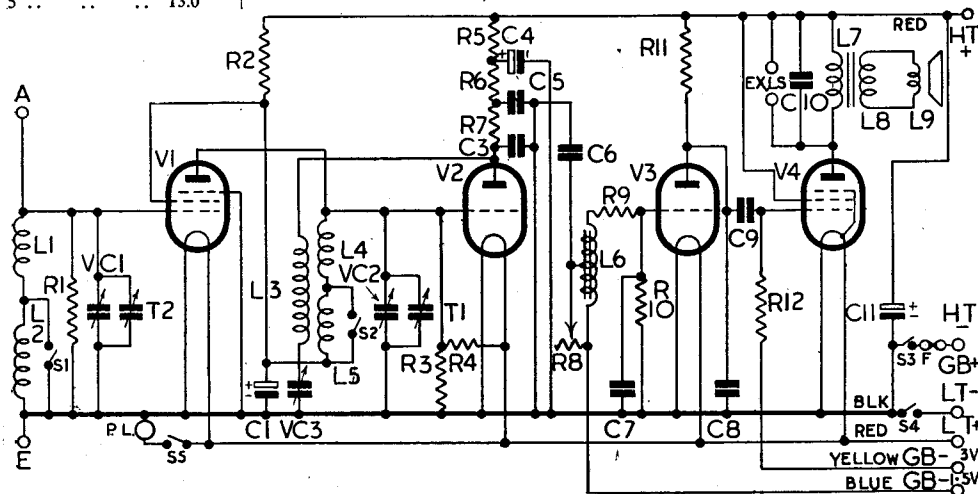 5 .. .. .. 13.0
A
R2
V1
L1
R1
VC1
L2
S1
T2
E
P.L.
S5
C1
VC3
L3
L4
VC2
S2
L5
T1
R3
R4
R5
C4
+
R6
C5
R7
C3
V2
C6
R9
L6
R8
R10
C7
R11
V3
C9
C8
R12
EXLS
C10
L7
L8
L9
V4
C11
RED
HT+
HT-
S3 F
GB+
BLK
S4
LT-
RED
LT+
YELLOW GB- 3V
BLUE GB-1.5V